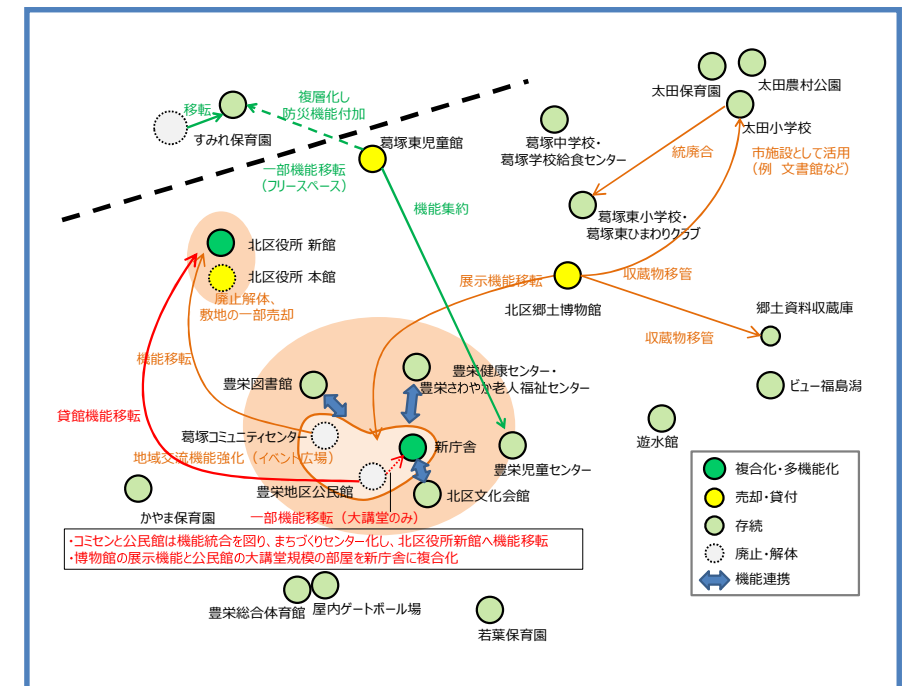 太田農村公園
太田保育園
太田小学校
複層化し
防災機能付加
移転
すみれ保育園
葛塚東児童館
葛塚中学校・
葛塚学校給食センター
統廃合
市施設として活用
（例　文書館など）
一部機能移転
（フリースペース）
機能集約
葛塚東小学校・
葛塚東ひまわりクラブ
北区役所 新館
北区役所 本館
廃止解体、
敷地の一部売却
展示機能移転
収蔵物移管
北区郷土博物館
郷土資料収蔵庫
収蔵物移管
機能移転
豊栄図書館
豊栄健康センター・
豊栄さわやか老人福祉センター
ビュー福島潟
貸館機能移転
葛塚コミュニティセンター
新庁舎
遊水館
地域交流機能強化（イベント広場）
豊栄児童センター
豊栄地区公民館
北区文化会館
かやま保育園
一部機能移転（大講堂のみ）
・コミセンと公民館は機能統合を図り、まちづくりセンター化し、北区役所新館へ機能移転
・博物館の展示機能と公民館の大講堂規模の部屋を新庁舎に複合化
複合化・多機能化
売却・貸付
存続
廃止・解体
機能連携
豊栄総合体育館
屋内ゲートボール場
若葉保育園